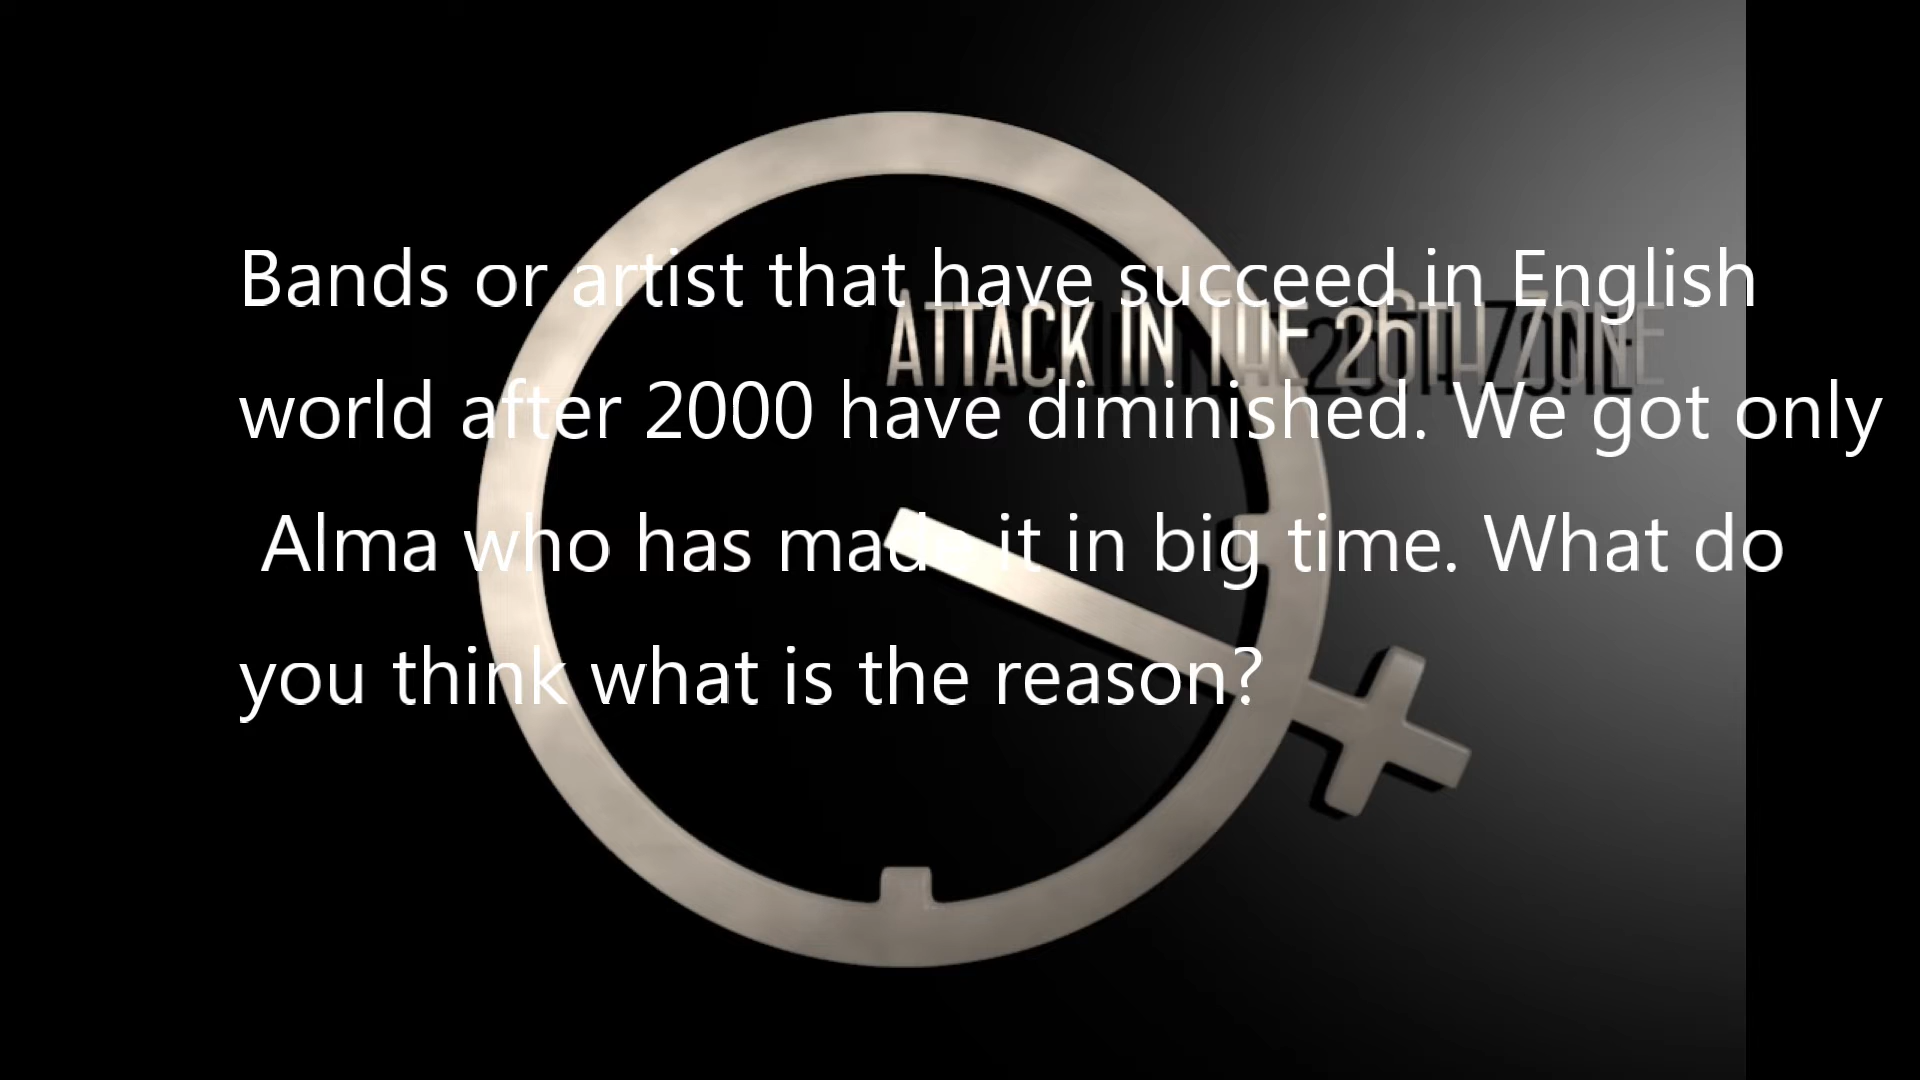 Bands or artist that have succeed in English
ATTACK IN THE 26TH ZONE
world after 2000 have diminished. We got only
Alma who has made it in big time. What do
you think what is the reason?